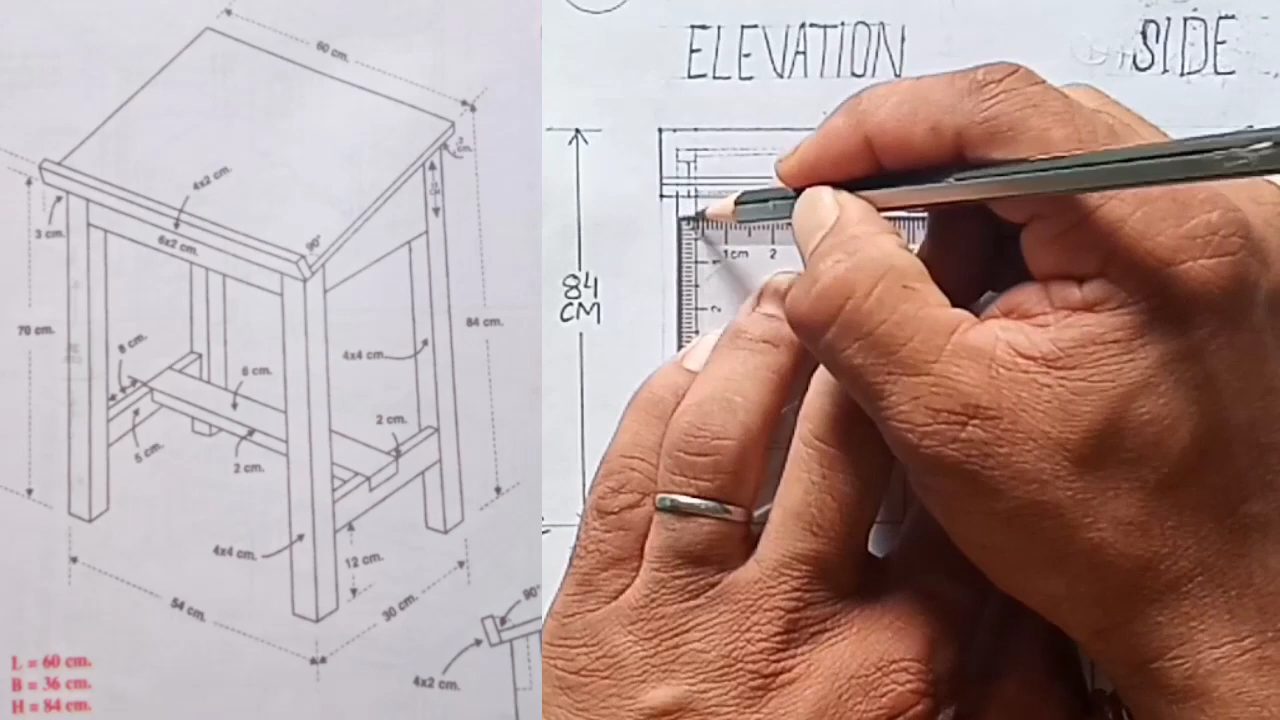 60 cm.
2 cm.
4x2 cm.
90°
6x2 cm.
3 cm.
70 cm.
84 cm.
4x4 cm.
8 cm.
6 cm.
2 cm.
5 cm.
2 cm.
4x4 cm.
12 cm.
54 cm.
30 cm.
90°
4x2 cm.
L = 60 cm.
B = 36 cm.
H = 84 cm.
ELEVATION
SIDE
84
CM
1cm 2
1
2